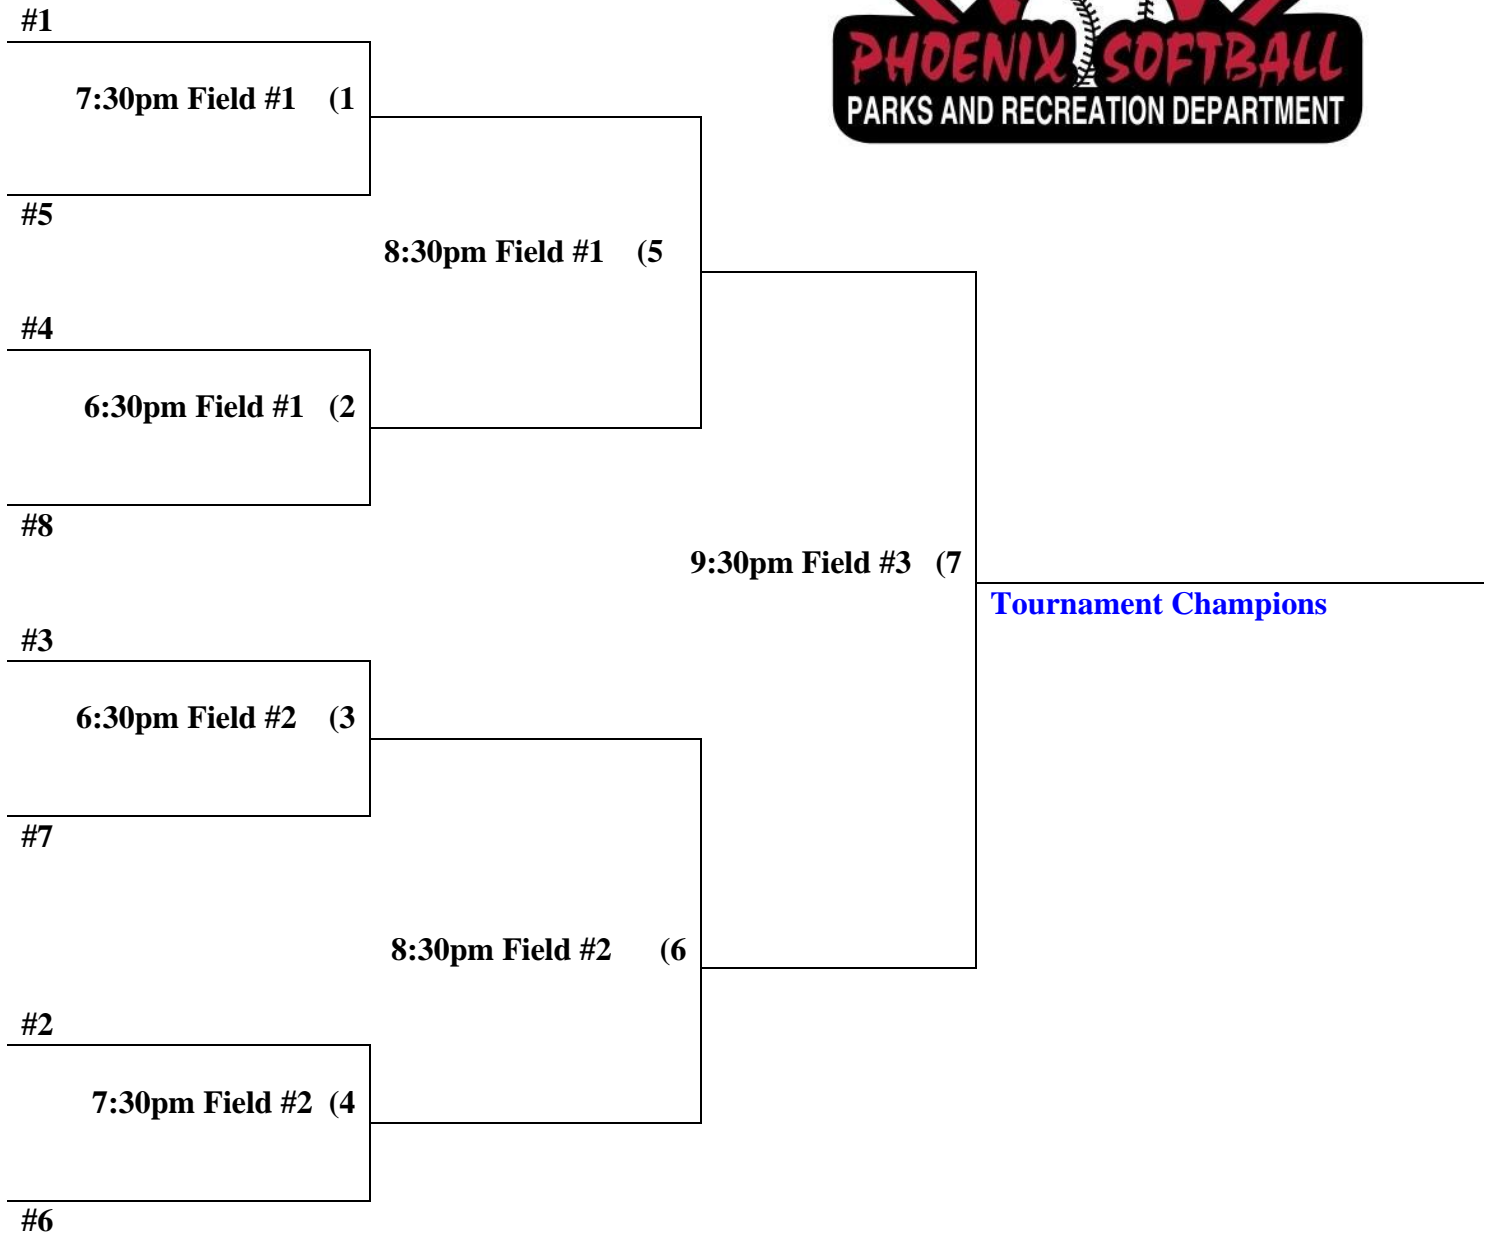 #1
PHOENIX SOFTBALL
7:30pm Field #1 (1
PARKS AND RECREATION DEPARTMENT
#5
8:30pm Field #1 (5
#4
6:30pm Field #1 (2
#8
9:30pm Field #3 (7
Tournament Champions
#3
6:30pm Field #2 (3
#7
8:30pm Field #2 (6
#2
7:30pm Field #2 (4
#6